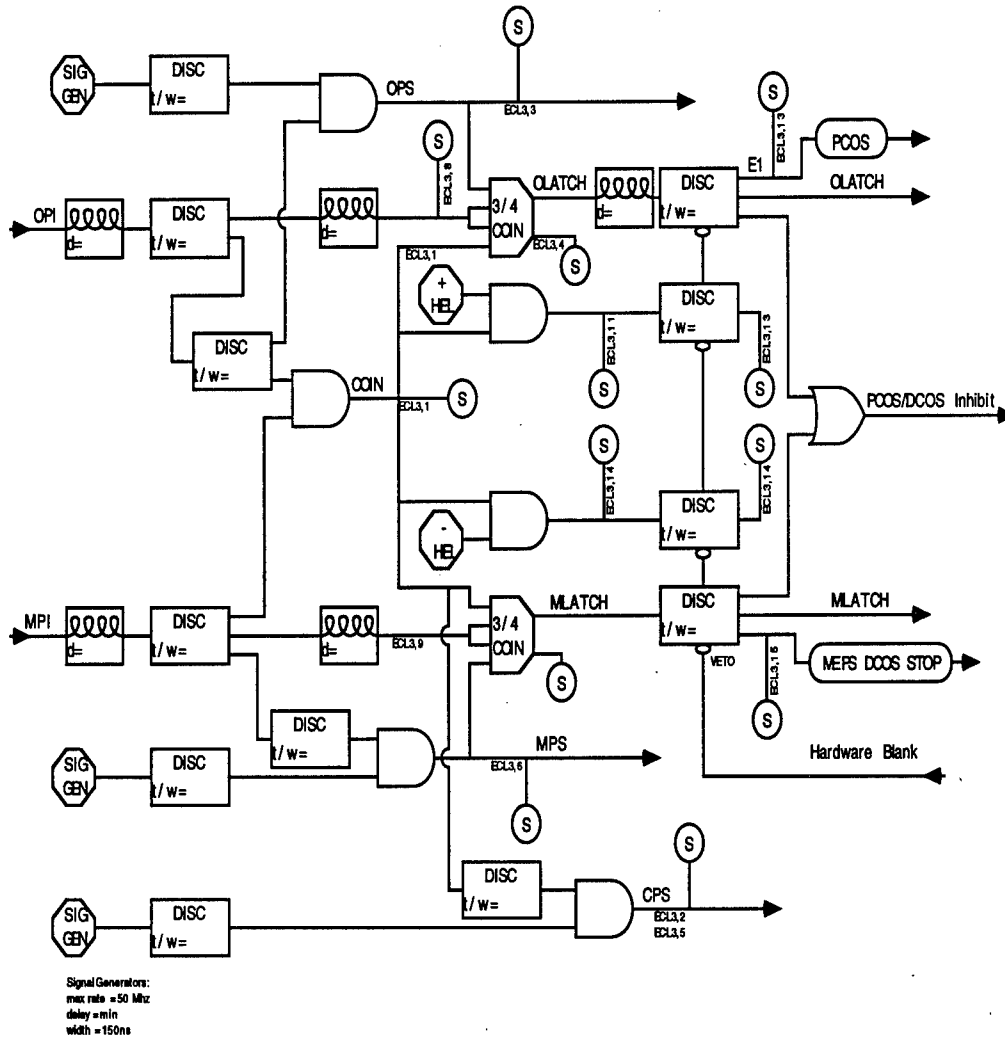 S
SIG
GEN
DISC
t/w=
OPS
ECL3,3
S
ECL3,13
E1
PCOS
S
ECL3,8
OPI
d=
DISC
t/w=
d=
3/4
COIN
OLATCH
d=
DISC
t/w=
OLATCH
ECL3,1
ECL3,4
S
+
HEL
DISC
t/w=
ECL3,11
ECL3,13
S
S
DISC
t/w=
COIN
ECL3,1
S
PCOS/DCOS Inhibit
S
S
ECL3,14
ECL3,14
DISC
t/w=
-
HEL
MPI
d=
DISC
t/w=
d=
ECL3,9
3/4
COIN
MLATCH
DISC
t/w=
MLATCH
VETO
S
ECL3,15
MEPS DCOS STOP
S
DISC
t/w=
MPS
ECL3,6
Hardware Blank
SIG
GEN
DISC
t/w=
S
S
DISC
t/w=
CPS
ECL3,2
ECL3,5
SIG
GEN
DISC
t/w=
Signal Generators:
max rate =50 Mhz
delay =min
width =150ns